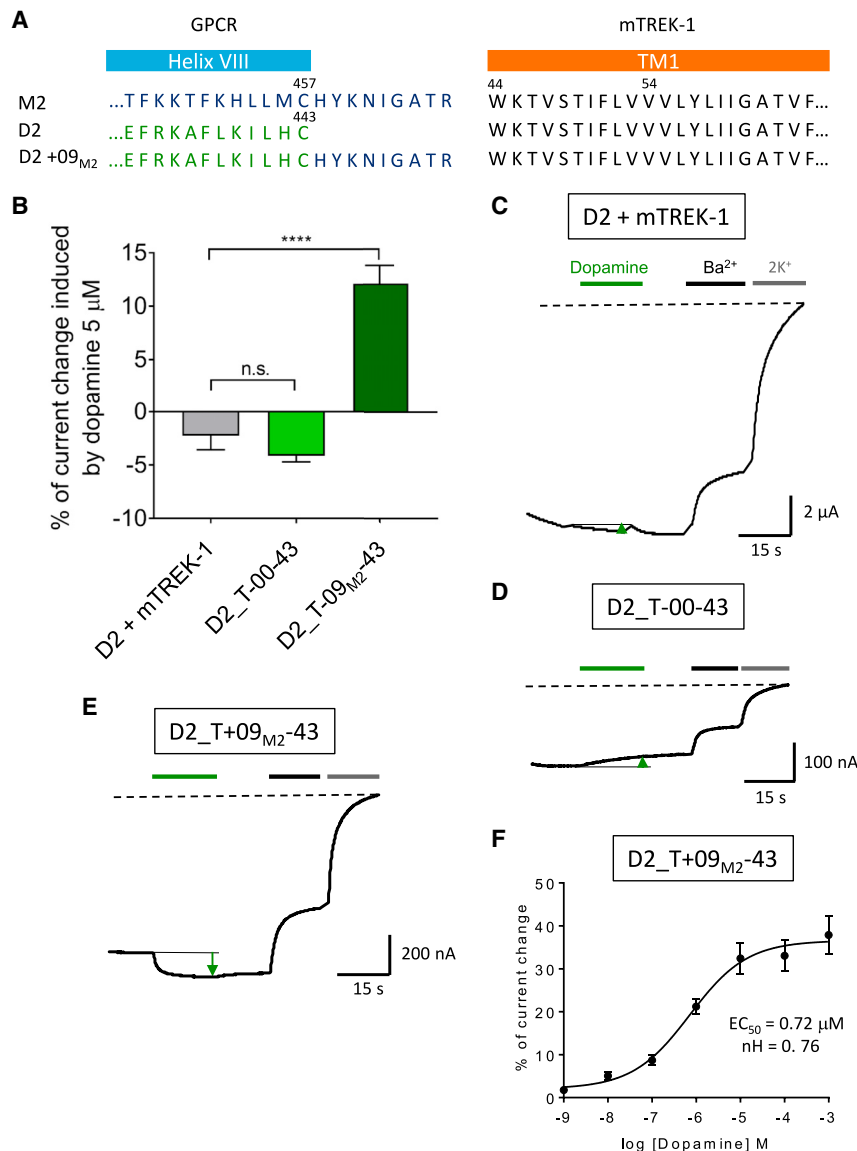 A
GPCR
mTREK-1
Helix VIII
TM1
457
44
54
M2
...TFKKTFKHLLMCHYKNIGATR
WKTVSTIFLVVVLYLIIGATVF...
443
D2
...EFRKAFLKILHC
WKTVSTIFLVVVLYLIIGATVF...
D2 +09M2
...EFRKAFLKILHCHYKNIGATR
WKTVSTIFLVVVLYLIIGATVF...
B
% of current change induced
by dopamine 5 μM
15
10
5
0
-5
-10
****
n.s.
D2 + mTREK-1
D2_T-00-43
D2_T-09M2-43
C
D2 + mTREK-1
Dopamine
Ba2+
2K+
2 μA
15 s
D
D2_T-00-43
100 nA
15 s
E
D2_T+09M2-43
200 nA
15 s
F
D2_T+09M2-43
% of current change
50
40
30
20
10
0
EC50 = 0.72 μM
nH = 0. 76
-9 -8 -7 -6 -5 -4 -3
log [Dopamine] M